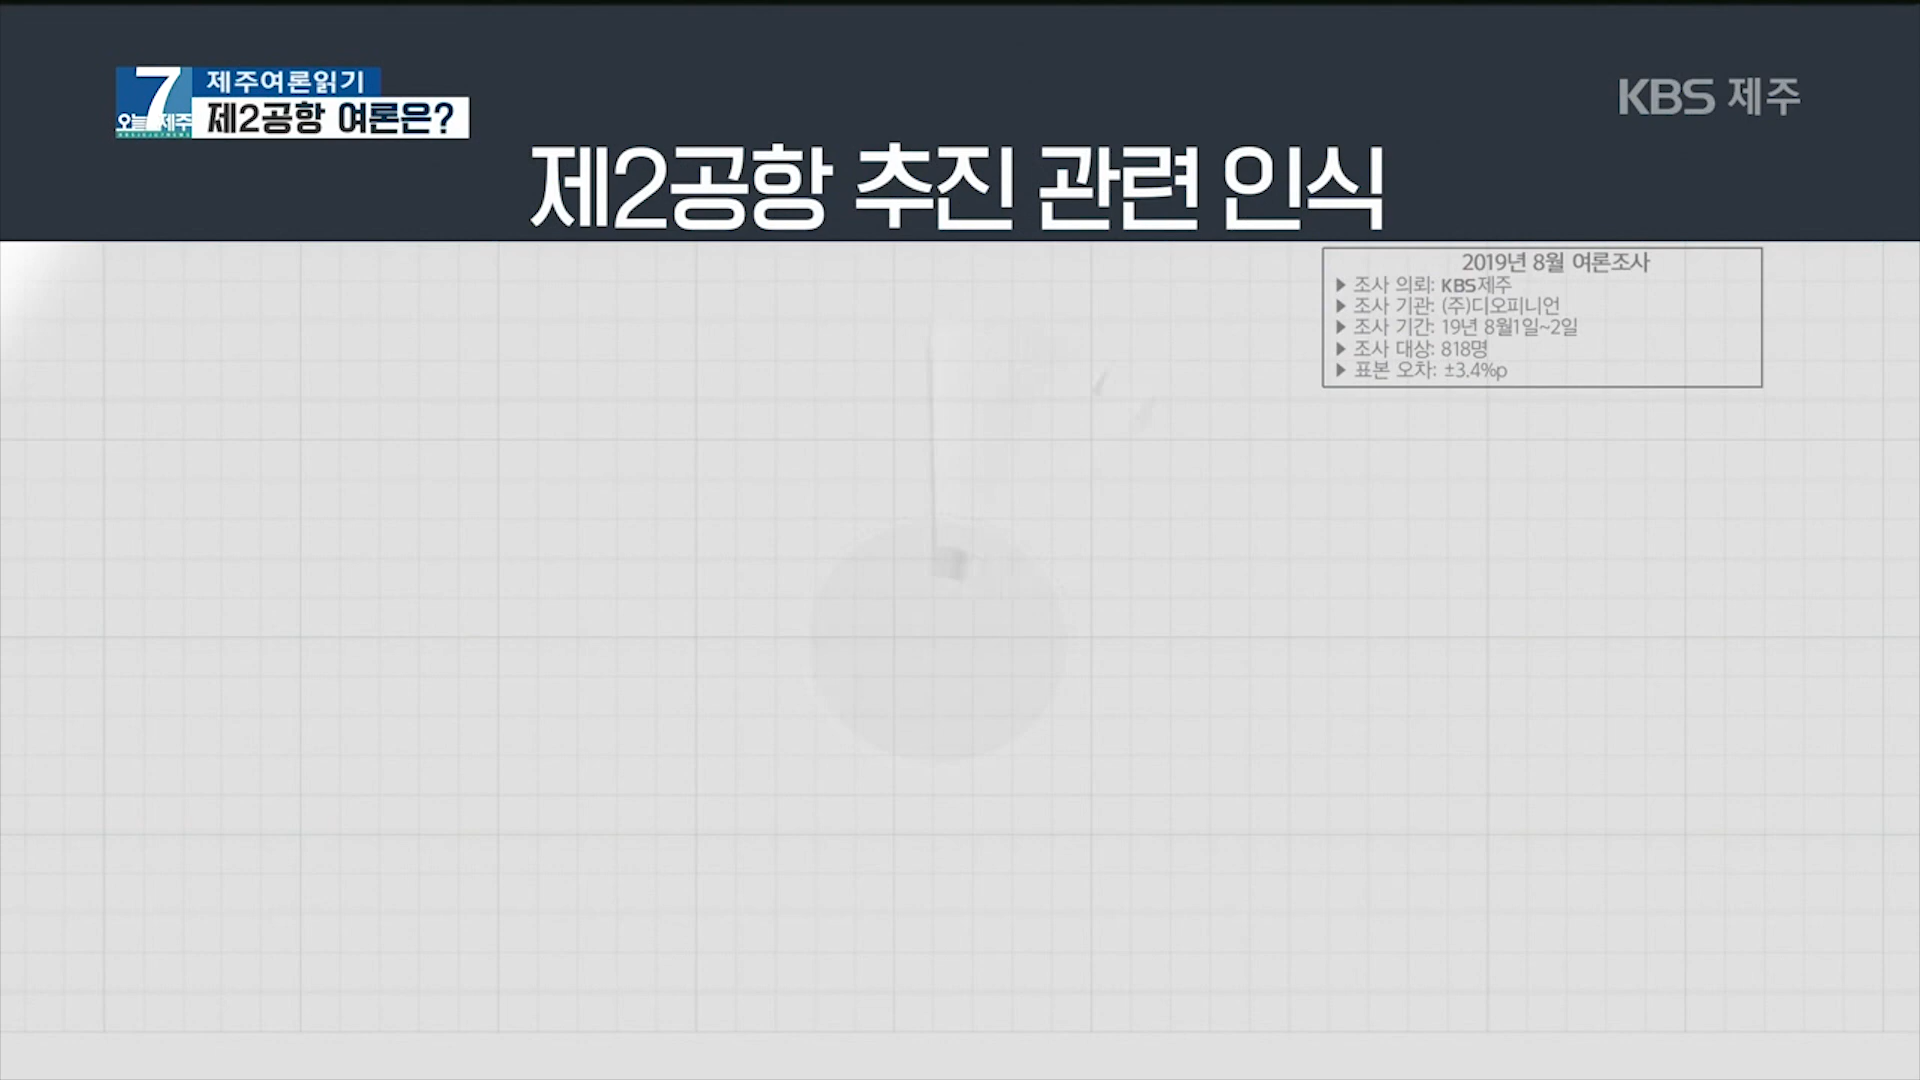 7
오늘 제주
제주여론읽기
제2공항 여론은?
KBS 제주
제2공항 추진 관련 인식
2019년 8월 여론조사
▶ 조사 의뢰: KBS제주
▶ 조사 기관: (주)디오피니언
▶ 조사 기간: 19년 8월1일~2일
▶ 조사 대상: 818명
▶ 표본 오차: ±3.4%p